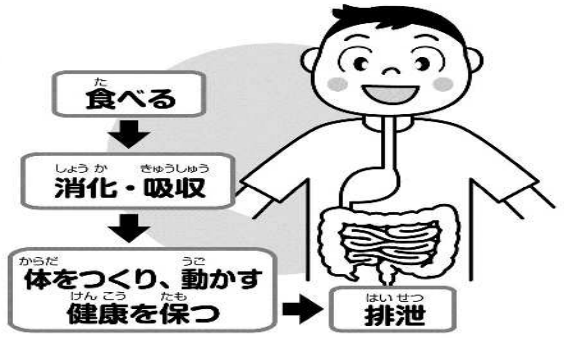 た
食べる
しょうか きゅうしゅう
消化・吸収
からだ うご
体をつくり、動かす
けんこう たも
健康を保つ
はいせつ
排泄